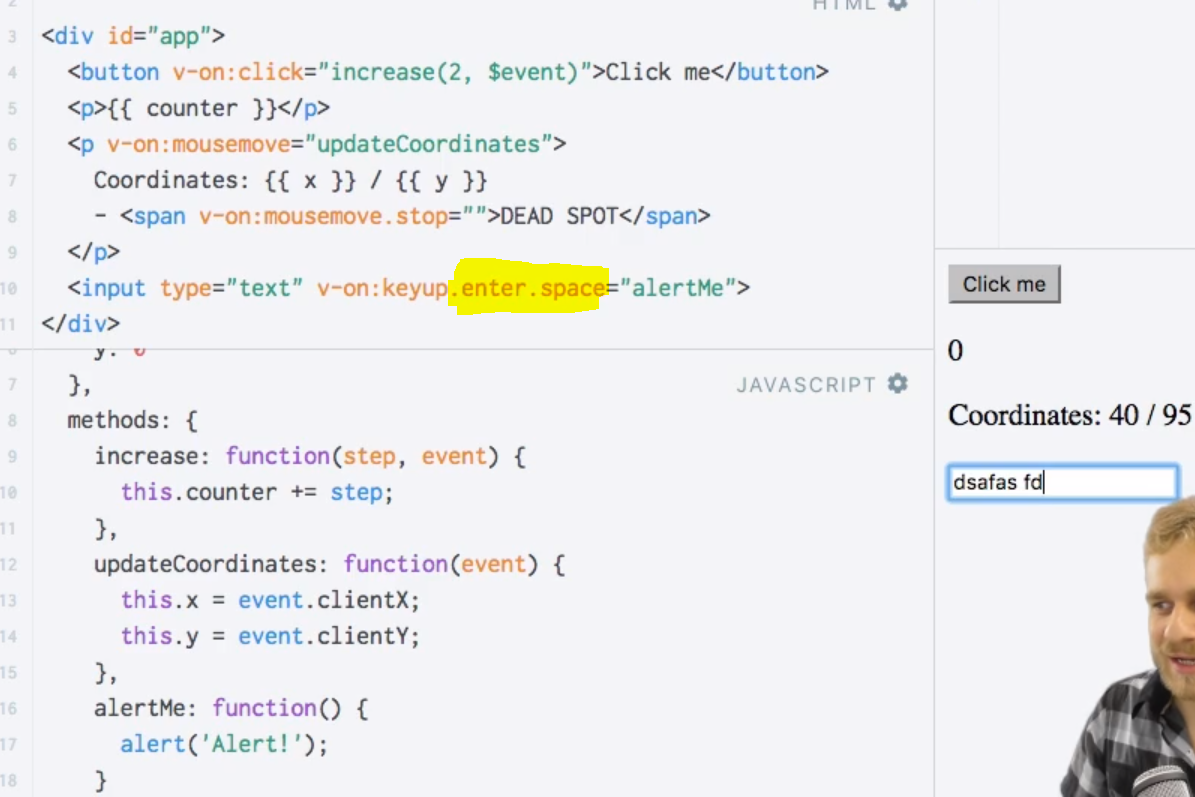 2
HTML
3 <div id="app">
4 <button v-on:click="increase(2, $event)">Click me</button>
5 <p>{{ counter }}</p>
6 <p v-on:mousemove="updateCoordinates">
7 Coordinates: {{ x }} / {{ y }}
8 - <span v-on:mousemove.stop="">DEAD SPOT</span>
9 </p>
10 <input type="text" v-on:keyup.enter.space="alertMe">
11 </div>
6 y: 0
7 },
JAVASCRIPT
8 methods: {
9 increase: function(step, event) {
10 this.counter += step;
11 },
12 updateCoordinates: function(event) {
13 this.x = event.clientX;
14 this.y = event.clientY;
15 },
16 alertMe: function() {
17 alert('Alert!');
18 }
Click me
0
Coordinates: 40 / 95
dsafas fd